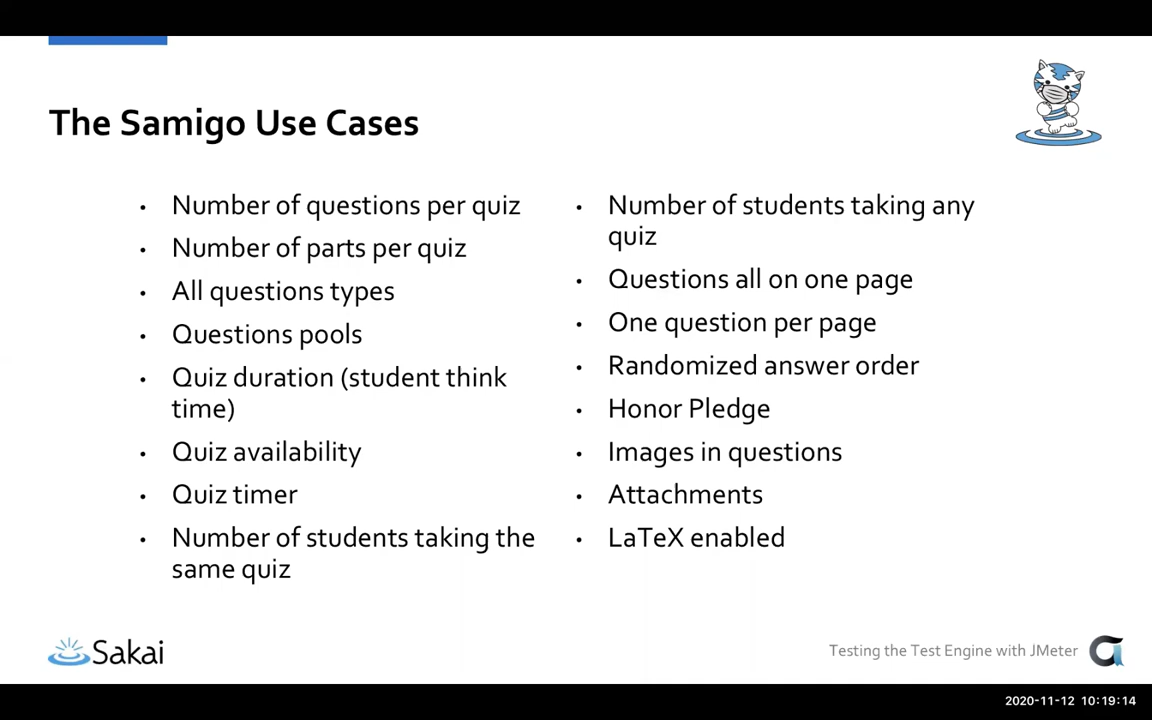 The Samigo Use Cases
• Number of questions per quiz
• Number of parts per quiz
• All questions types
• Questions pools
• Quiz duration (student think
time)
• Quiz availability
• Quiz timer
• Number of students taking the
same quiz
• Number of students taking any
quiz
• Questions all on one page
• One question per page
• Randomized answer order
• Honor Pledge
• Images in questions
• Attachments
• LaTeX enabled
Sakai
Testing the Test Engine with JMeter
2020-11-12 10:19:14